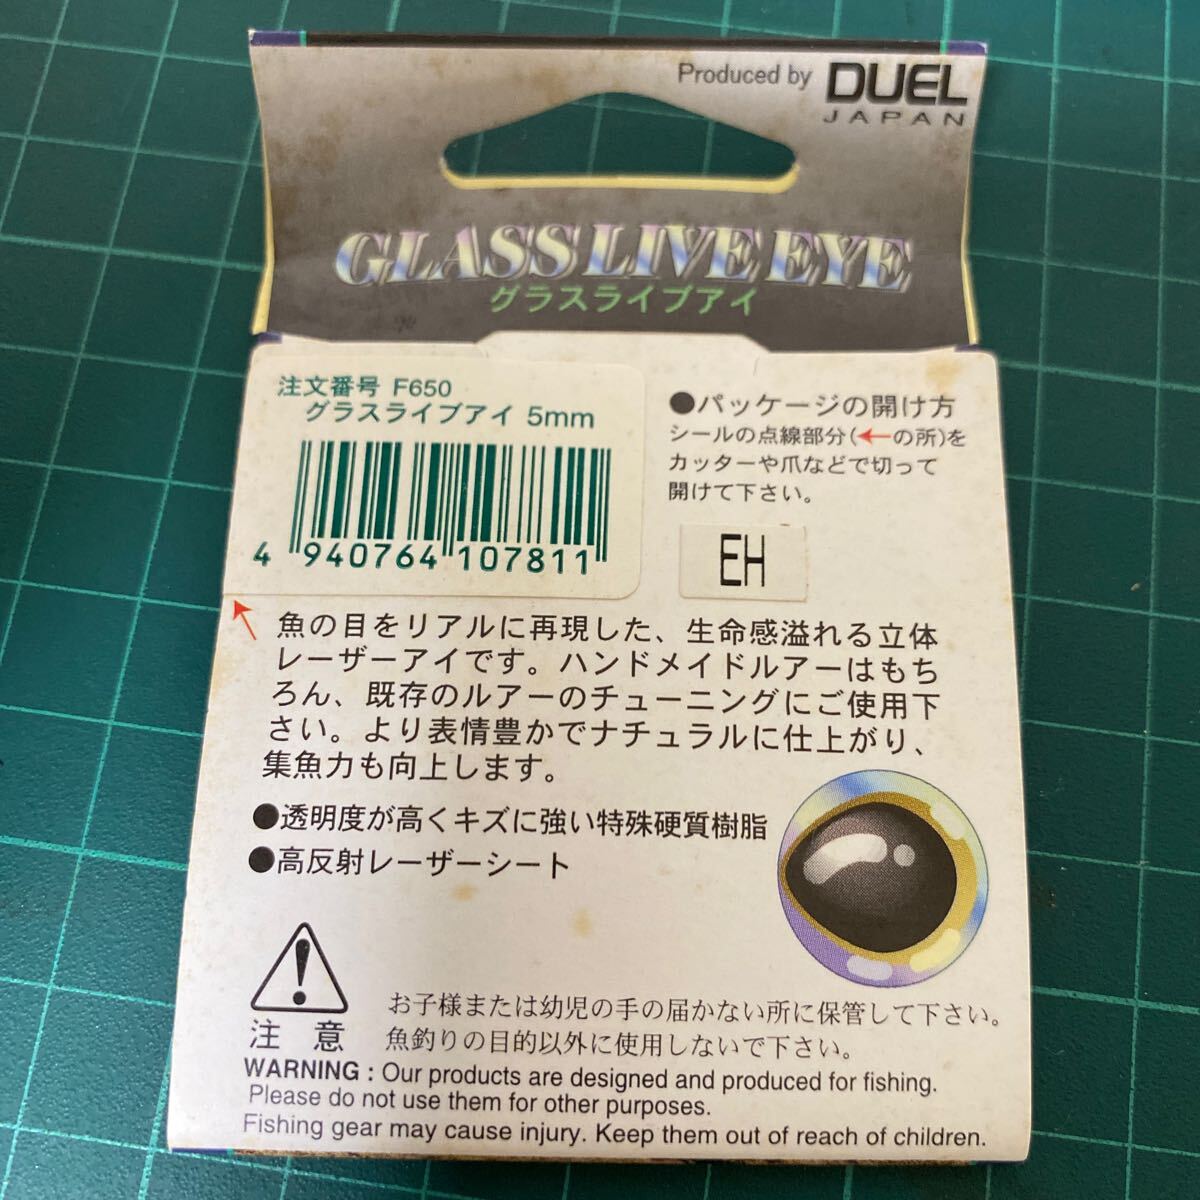 Produced by DUEL
JAPAN
GLASS LIVE EYE
グラスライブアイ
注文番号 F650
グラスライブアイ 5mm
4 940764 107811
●パッケージの開け方
シールの点線部分(←の所)を
カッターや爪などで切って
開けて下さい。
EH
魚の目をリアルに再現した、生命感溢れる立体
レーザーアイです。ハンドメイドルアーはもち
ろん、既存のルアーのチューニングにご使用下
さい。より表情豊かでナチュラルに仕上がり、
集魚力も向上します。
●透明度が高くキズに強い特殊硬質樹脂
●高反射レーザーシート
注 意
お子様または幼児の手の届かない所に保管して下さい。
魚釣りの目的以外に使用しないで下さい。
WARNING : Our products are designed and produced for fishing.
Please do not use them for other purposes.
Fishing gear may cause injury. Keep them out of reach of children.